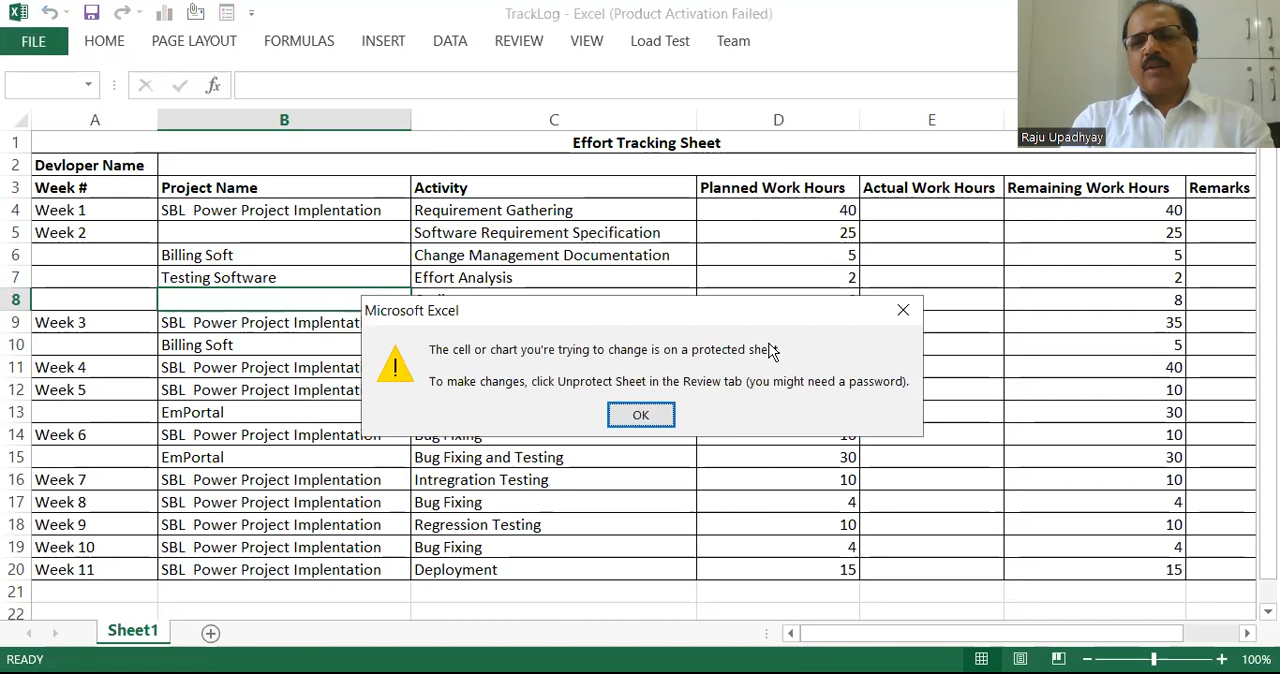 TrackLog - Excel (Product Activation Failed)
FILE HOME PAGE LAYOUT FORMULAS INSERT DATA REVIEW VIEW Load Test Team
fx
Raju Upadhyay
A B C D E
1 Effort Tracking Sheet
2 Devloper Name
3 Week # Project Name Activity Planned Work Hours Actual Work Hours Remaining Work Hours Remarks
4 Week 1 SBL Power Project Implentation Requirement Gathering 40 40
5 Week 2 Software Requirement Specification 25 25
6 Billing Soft Change Management Documentation 5 5
7 Testing Software Effort Analysis 2 2
8 8
Microsoft Excel
9 Week 3 SBL Power Project Implentat 35
The cell or chart you're trying to change is on a protected sheet.
10 Billing Soft 5
11 Week 4 SBL Power Project Implentat 40
To make changes, click Unprotect Sheet in the Review tab (you might need a password).
12 Week 5 SBL Power Project Implentat 10
13 EmPortal 30
OK
14 Week 6 SBL Power Project Implentat Bug Fixing 10 10
15 EmPortal Bug Fixing and Testing 30 30
16 Week 7 SBL Power Project Implentation Intregration Testing 10 10
17 Week 8 SBL Power Project Implentation Bug Fixing 4 4
18 Week 9 SBL Power Project Implentation Regression Testing 10 10
19 Week 10 SBL Power Project Implentation Bug Fixing 4 4
20 Week 11 SBL Power Project Implentation Deployment 15 15
21
22
Sheet1
READY 100%